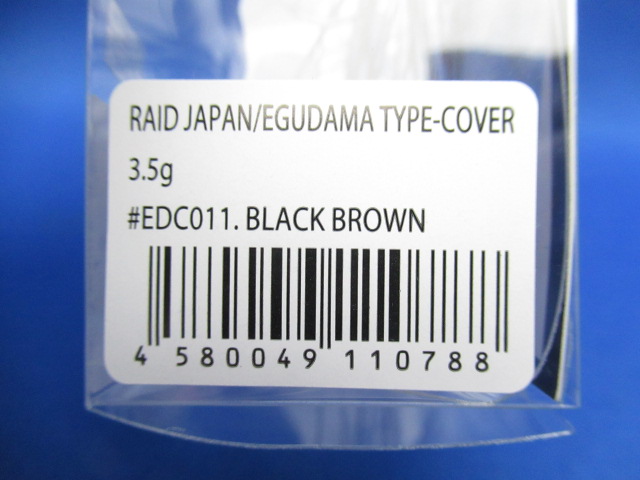 RAID JAPAN/EGUDAMA TYPE-COVER
3.5g
#EDC011. BLACK BROWN
4 580049 110788